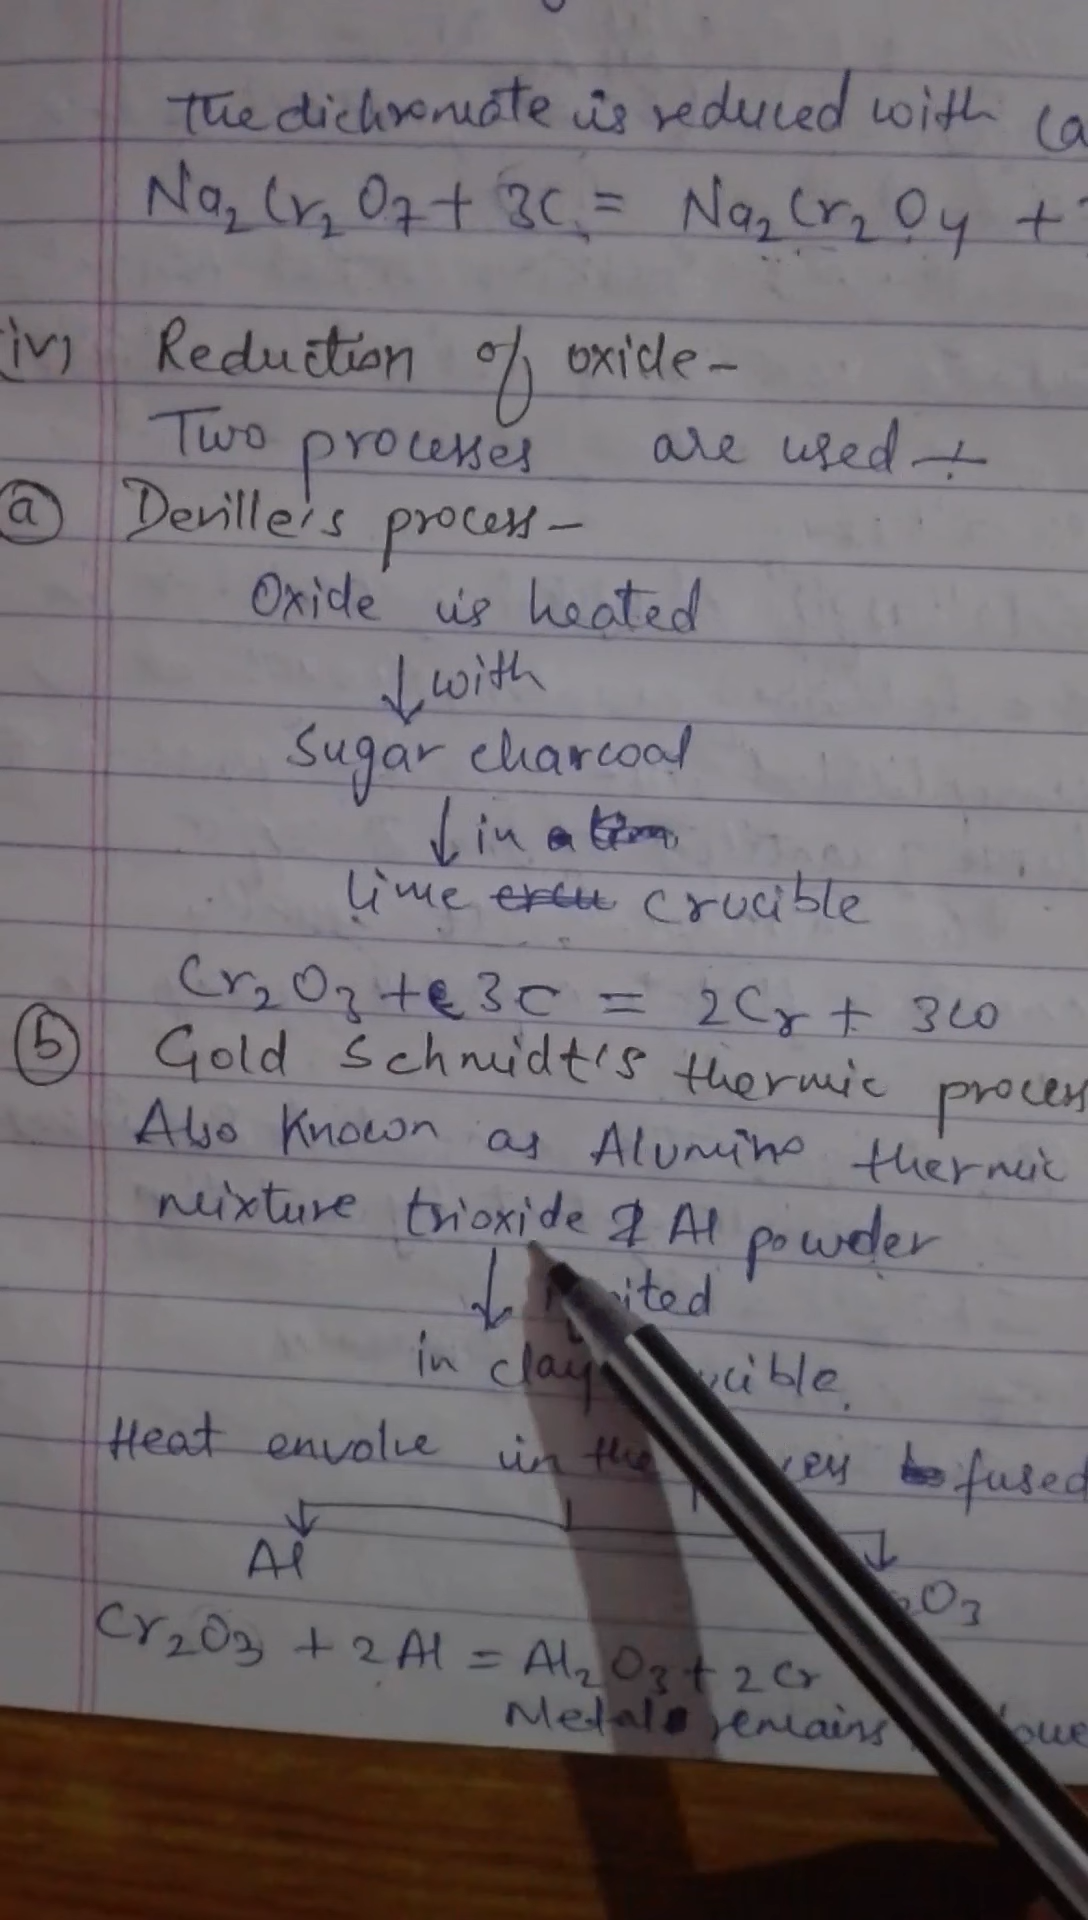 The dichromate is reduced with ca
Na2Cr2O7 + 3C = Na2Cr2O4 +
iv) Reduction of oxide-
Two processes are used ÷
(a) Deville's process-
Oxide is heated
↓ with
Sugar charcoal
↓ in a
lime crucible
Cr2O3 + 3C = 2Cr + 3CO
(b) Gold Schmidt's thermic process
Also Known as Alumino thermic
mixture trioxide & Al powder
↓
in clay
Heat envolve in the fused
Al 2O3
Cr2O3 + 2Al = Al2O3 + 2Cr
Metal remains